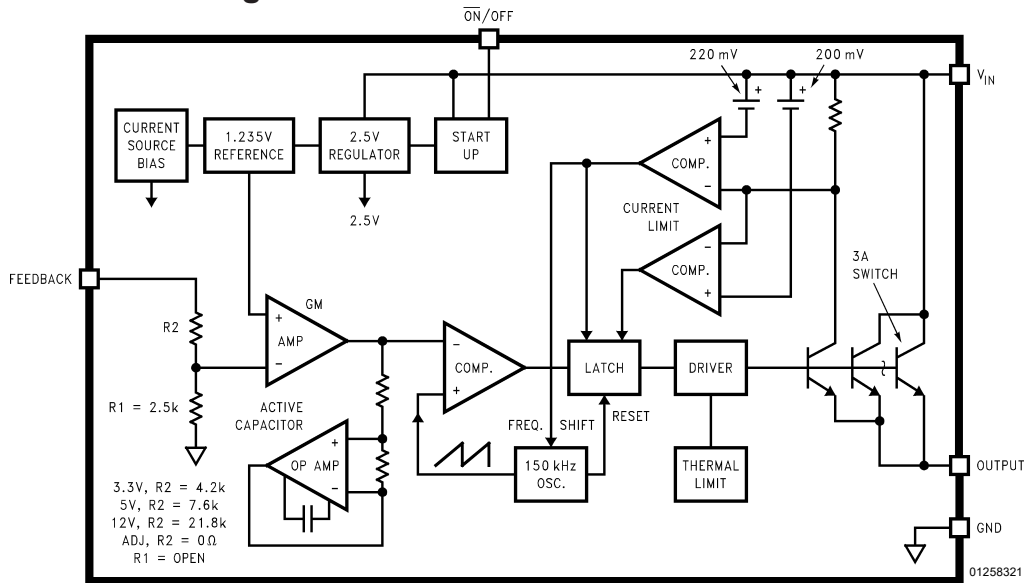 ON/OFF
220 mV
200 mV
VIN
CURRENT
SOURCE
BIAS
1.235V
REFERENCE
2.5V
REGULATOR
START
UP
+
+
+
COMP.
−
2.5V
CURRENT
LIMIT
−
COMP.
+
3A
SWITCH
FEEDBACK
GM
R2
+
AMP
−
−
COMP.
+
LATCH
DRIVER
R1 = 2.5k
ACTIVE
CAPACITOR
FREQ. SHIFT
RESET
+
OP AMP
−
150 kHz
OSC.
THERMAL
LIMIT
OUTPUT
3.3V, R2 = 4.2k
5V, R2 = 7.6k
12V, R2 = 21.8k
ADJ, R2 = 0Ω
R1 = OPEN
GND
01258321